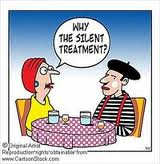 WHY
THE SILENT
TREATMENT?
© Original Artist
Reproduction rights obtainable from
www.CartoonStock.com